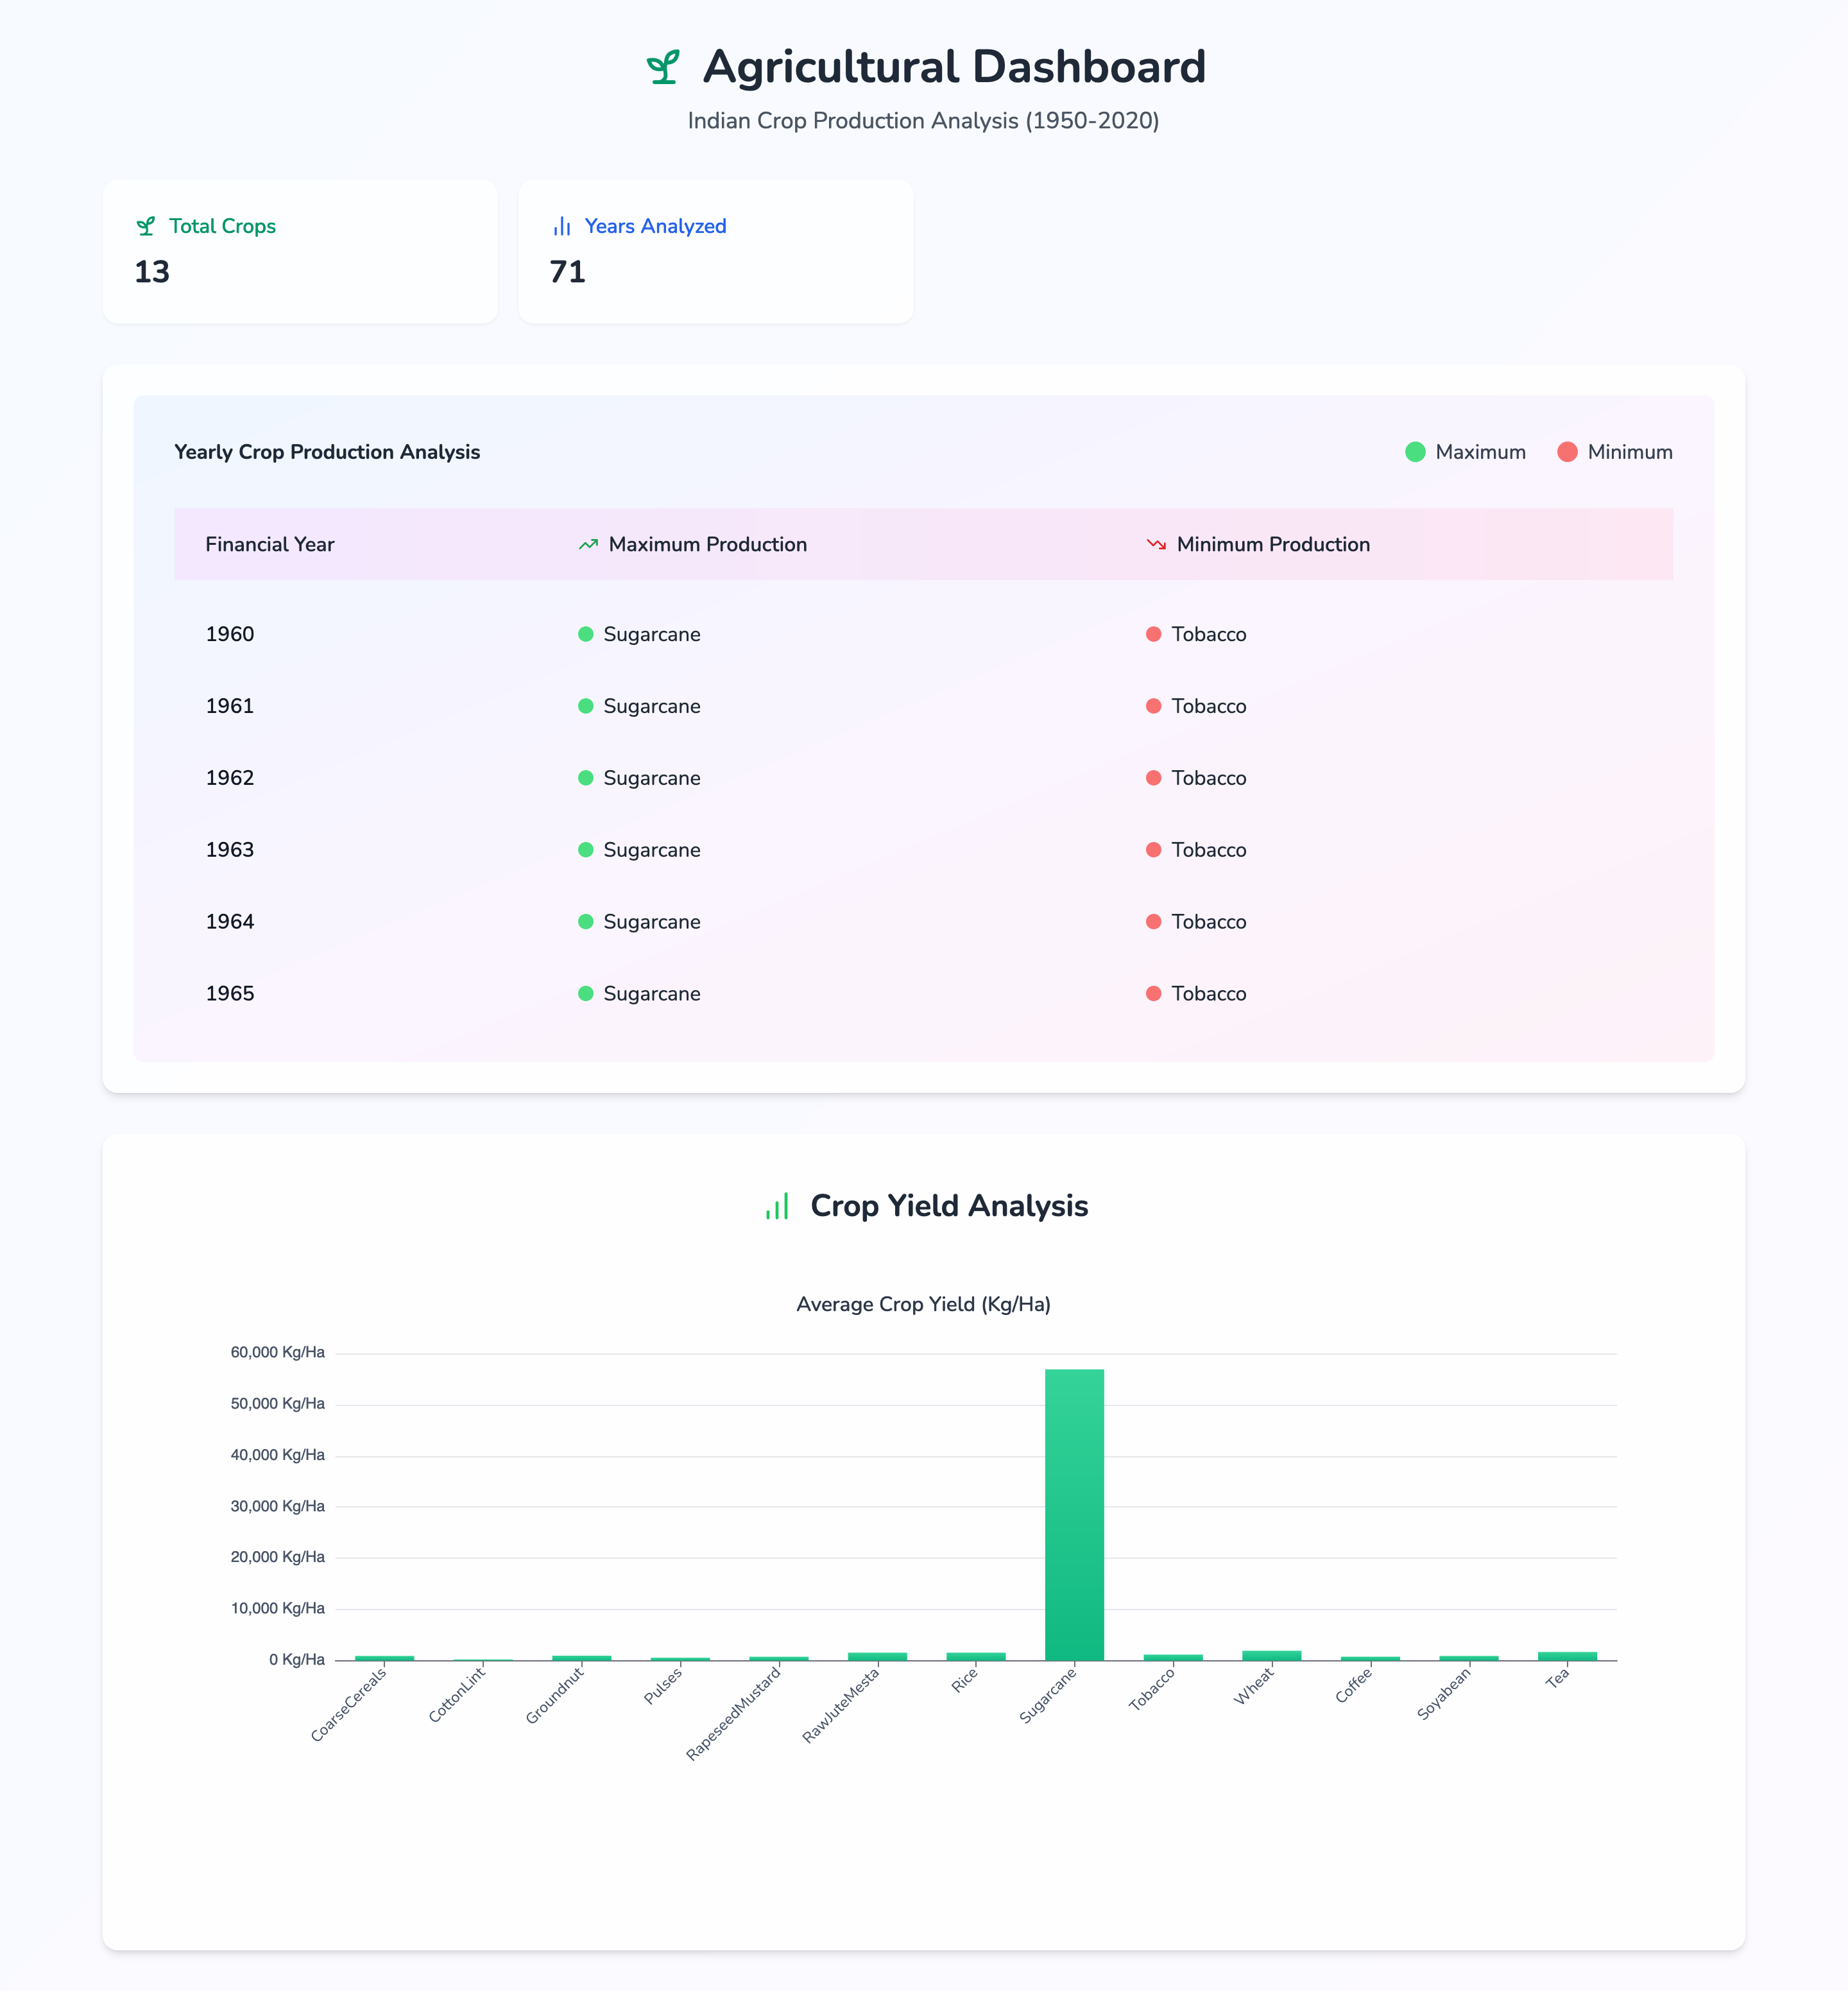 Agricultural Dashboard
Indian Crop Production Analysis (1950-2020)
Total Crops
13
Years Analyzed
71
Yearly Crop Production Analysis
Maximum
Minimum
Financial Year
Maximum Production
Minimum Production
1960
Sugarcane
Tobacco
1961
Sugarcane
Tobacco
1962
Sugarcane
Tobacco
1963
Sugarcane
Tobacco
1964
Sugarcane
Tobacco
1965
Sugarcane
Tobacco
Crop Yield Analysis
Average Crop Yield (Kg/Ha)
60,000 Kg/Ha
50,000 Kg/Ha
40,000 Kg/Ha
30,000 Kg/Ha
20,000 Kg/Ha
10,000 Kg/Ha
0 Kg/Ha
CoarseCereals
CottonLint
Groundnut
Pulses
RapeseedMustard
RawJuteMesta
Rice
Sugarcane
Tobacco
Wheat
Coffee
Soyabean
Tea